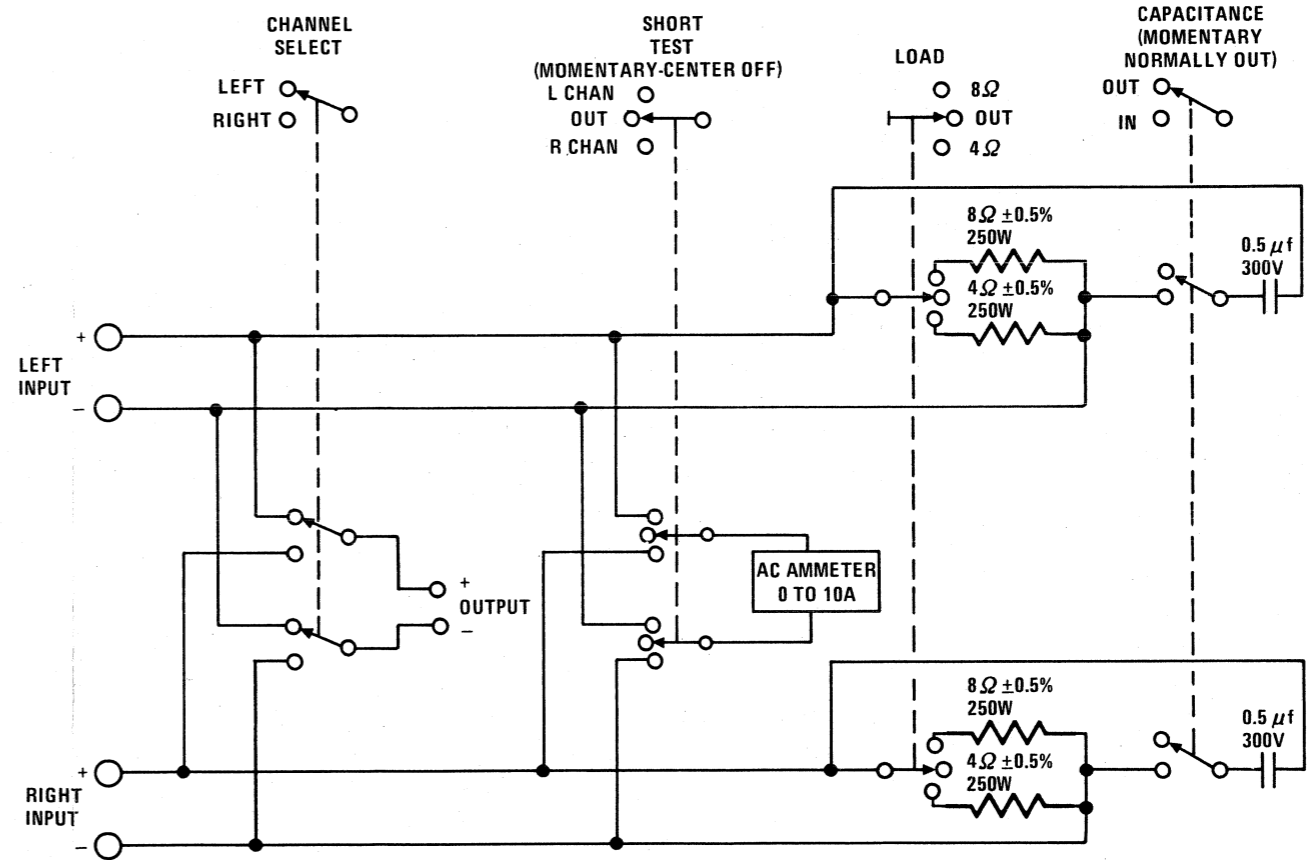 CHANNEL
SELECT
LEFT
RIGHT
SHORT
TEST
(MOMENTARY-CENTER OFF)
L CHAN
OUT
R CHAN
LOAD
8Ω
OUT
4Ω
CAPACITANCE
(MOMENTARY
NORMALLY OUT)
OUT
IN
8Ω ±0.5%
250W
4Ω ±0.5%
250W
0.5 μf
300V
+
LEFT
INPUT
−
+
OUTPUT
−
AC AMMETER
0 TO 10A
8Ω ±0.5%
250W
4Ω ±0.5%
250W
0.5 μf
300V
+
RIGHT
INPUT
−